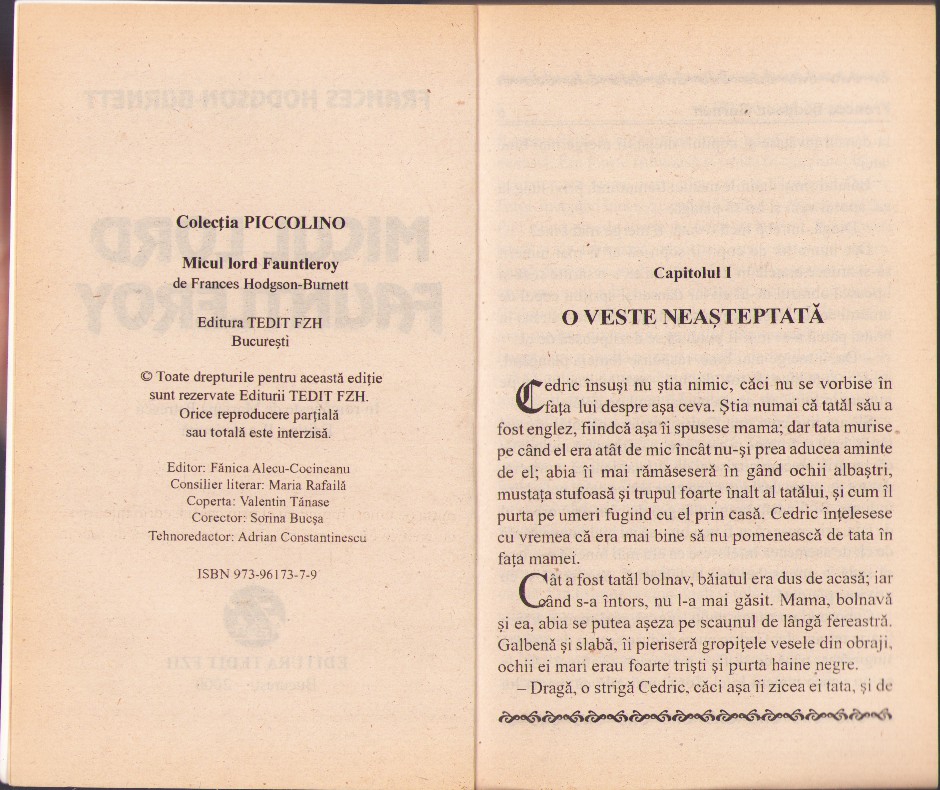 Colecția PICCOLINO
Micul lord Fauntleroy
de Frances Hodgson-Burnett
Editura TEDIT FZH
București
© Toate drepturile pentru această ediție
sunt rezervate Editurii TEDIT FZH.
Orice reproducere parțială
sau totală este interzisă.
Editor: Fănica Alecu-Cocineanu
Consilier literar: Maria Rafailă
Coperta: Valentin Tănase
Corector: Sorina Bucșa
Tehnoredactor: Adrian Constantinescu
ISBN 973-96173-7-9
Capitolul I
O VESTE NEAȘTEPTATĂ
Cedric însuși nu știa nimic, căci nu se vorbise în
fața lui despre așa ceva. Știa numai că tatăl său a
fost englez, fiindcă așa îi spusese mama; dar tata murise
pe când el era atât de mic încât nu-și prea aducea aminte
de el; abia îi mai rămăseseră în gând ochii albaștri,
mustața stufoasă și trupul foarte înalt al tatălui, și cum îl
purta pe umeri fugind cu el prin casă. Cedric înțelesese
cu vremea că era mai bine să nu pomenească de tata în
fața mamei.
Cât a fost tatăl bolnav, băiatul era dus de acasă; iar
când s-a întors, nu l-a mai găsit. Mama, bolnavă
și ea, abia se putea așeza pe scaunul de lângă fereastră.
Galbenă și slabă, îi pieriseră gropițele vesele din obraji,
ochii ei mari erau foarte triști și purta haine negre.
– Dragă, o strigă Cedric, căci așa îi zicea ei tata, și de